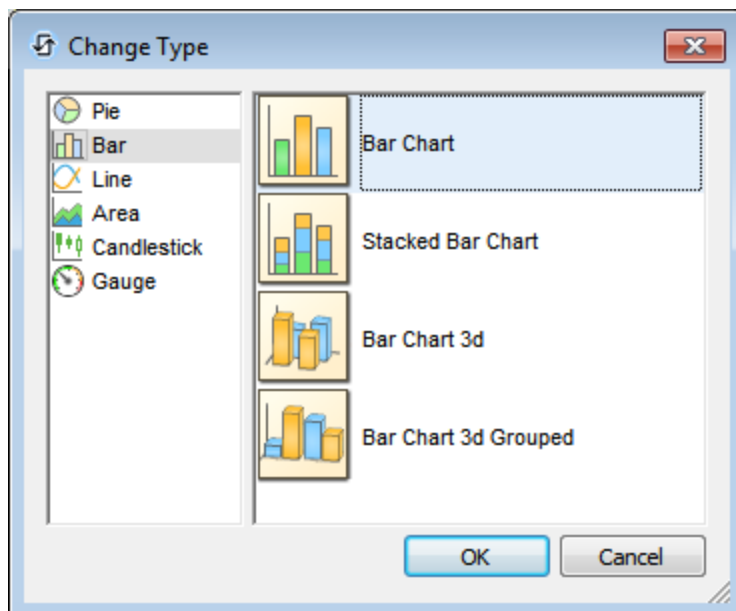 Change Type
Pie
Bar
Line
Area
Candlestick
Gauge
Bar Chart
Stacked Bar Chart
Bar Chart 3d
Bar Chart 3d Grouped
OK
Cancel